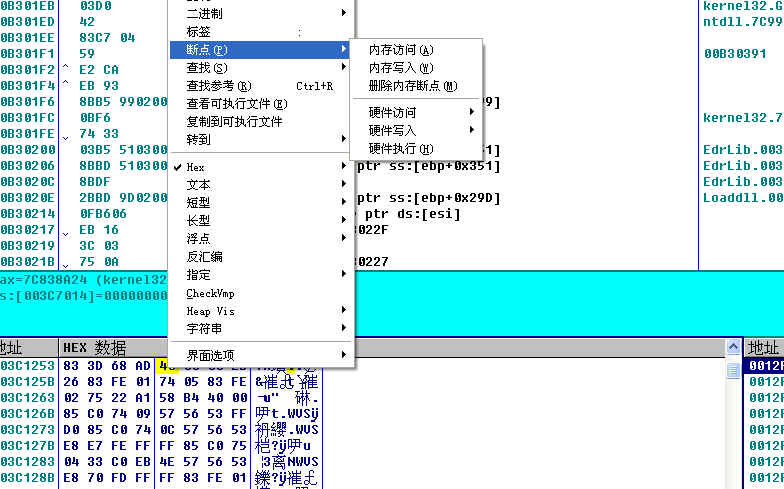 0B301EB 03D0 kernel32.G
0B301ED 42 ntdll.7C99
0B301EE 83C7 04
0B301F1 59 00B30391
0B301F2 ^ E2 CA
0B301F4 ^ EB 93
0B301F6 8BB5 990200 9]
0B301FC 0BF6 kernel32.7
0B301FE 74 33
0B30200 03B5 510300 51] EdrLib.003
0B30206 8BBD 510300 ptr ss:[ebp+0x351] EdrLib.003
0B3020C 8BDF EdrLib.003
0B3020E 2BBD 9D0200 ptr ss:[ebp+0x29D] Loaddll.00
0B30214 0FB606 ptr ds:[esi]
0B30217 EB 16 3022F
0B30219 3C 03
0B3021B 75 0A 30227
二进制
标签 :
断点(P)
查找(S)
查找参考(R) Ctrl+R
查看可执行文件(E)
复制到可执行文件
转到
Hex
文本
短型
长型
浮点
反汇编
指定
CheckVmp
Heap Vis
字符串
界面选项
内存访问(A)
内存写入(W)
删除内存断点(M)
硬件访问
硬件写入
硬件执行(H)
ax=7C838A24 (kernel32
s:[003C7014]=00000000
地址 HEX 数据 地址
03C1253 83 3D 68 AD 0012F
03C125B 26 83 FE 01 74 05 83 FE 0012F
03C1263 02 75 22 A1 58 B4 40 00 0012F
03C126B 85 C0 74 09 57 56 53 FF 0012F
03C1273 D0 85 C0 74 0C 57 56 53 0012F
03C127B E8 E7 FE FF FF 85 C0 75 0012F
03C1283 04 33 C0 EB 4E 57 56 53 0012F
03C128B E8 70 FD FF FF 83 FE 01 0012F